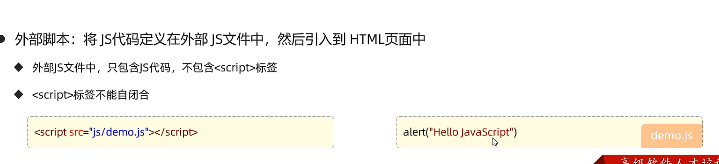 外部脚本：将 JS代码定义在外部 JS文件中，然后引入到 HTML页面中
外部JS文件中，只包含JS代码，不包含<script>标签
<script>标签不能自闭合
<script src="js/demo.js"></script>
alert("Hello JavaScript")
demo.js